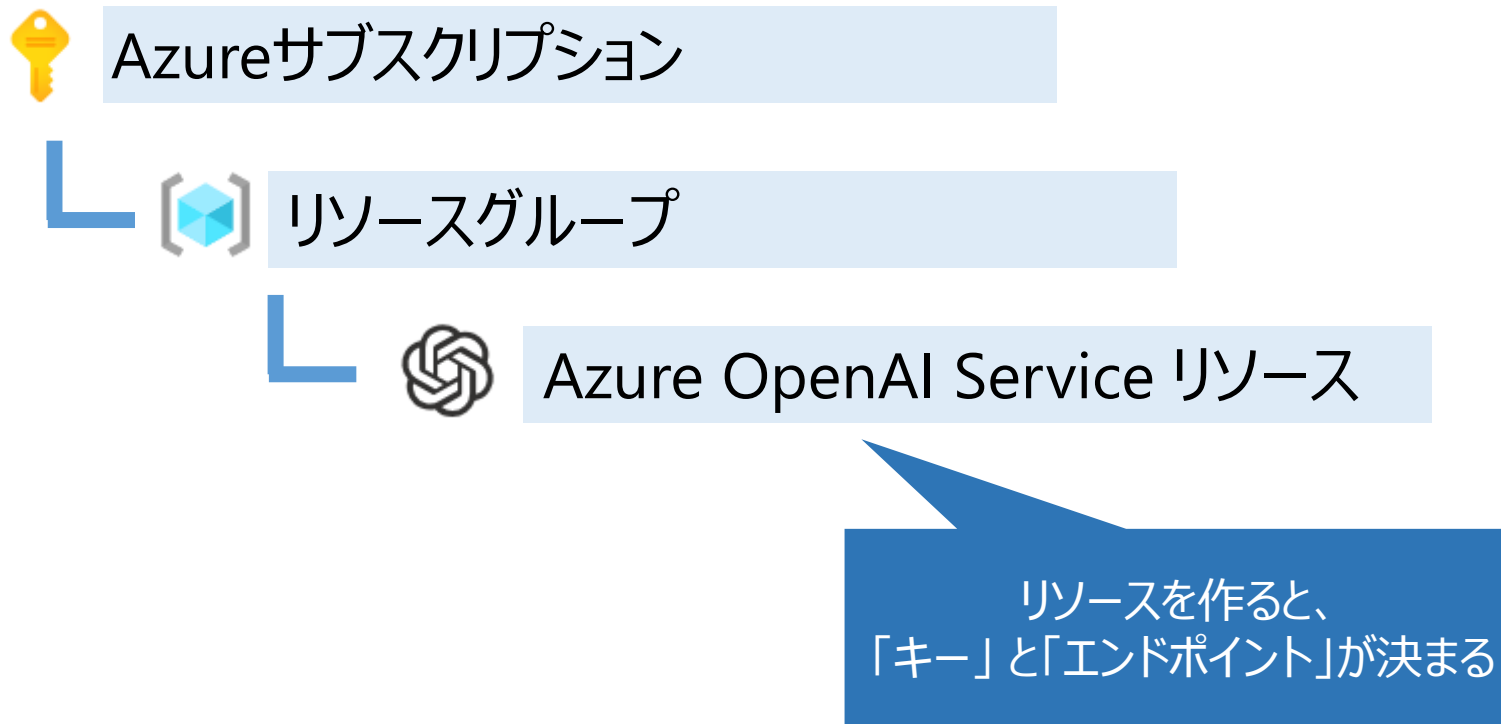 Azureサブスクリプション
リソースグループ
Azure OpenAI Service リソース
リソースを作ると、
「キー」と「エンドポイント」が決まる